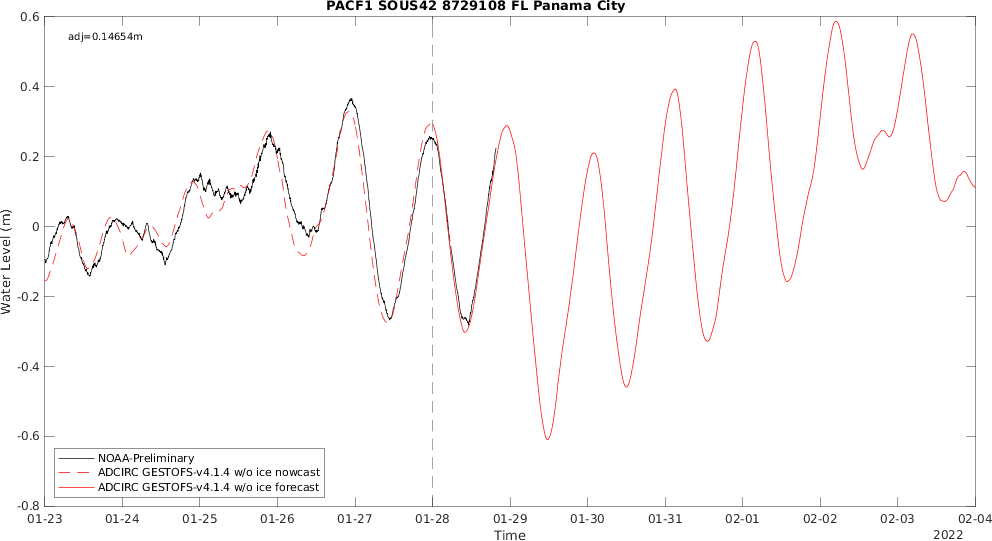 PACF1 SOUS42 8729108 FL Panama City
adj=0.14654m
Water Level (m)
0.6
0.4
0.2
0
-0.2
-0.4
-0.6
-0.8
NOAA-Preliminary
ADCIRC GESTOFS-v4.1.4 w/o ice nowcast
ADCIRC GESTOFS-v4.1.4 w/o ice forecast
01-23 01-24 01-25 01-26 01-27 01-28 01-29 01-30 01-31 02-01 02-02 02-03 02-04
Time
2022